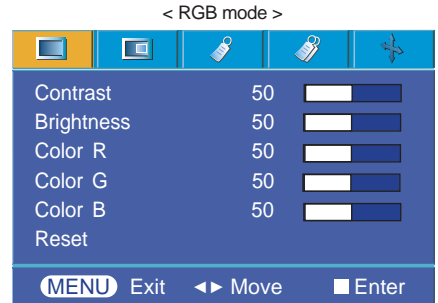 < RGB mode >
Contrast 50
Brightness 50
Color R 50
Color G 50
Color B 50
Reset
MENU Exit ◄► Move Enter